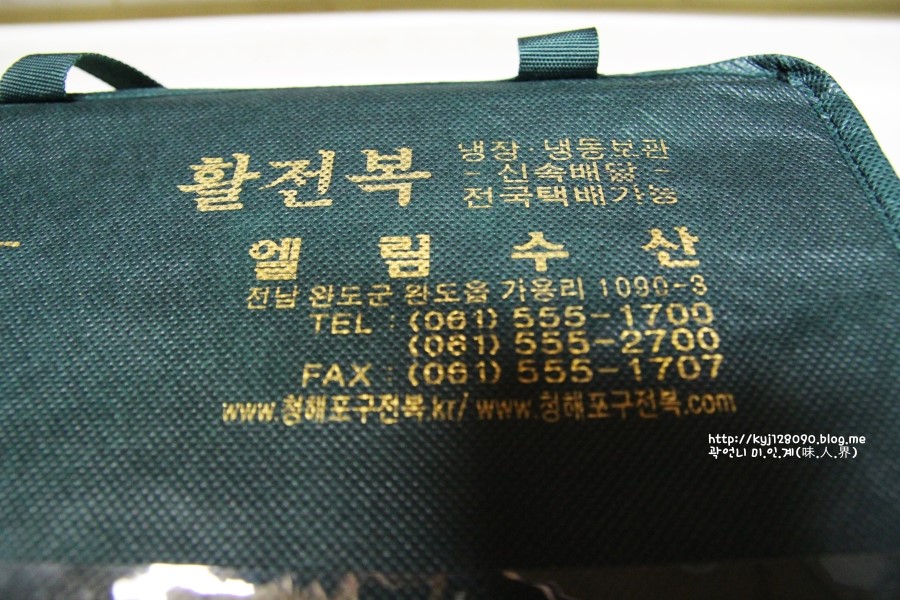 활전복
냉장·냉동보관
- 신속배달 -
전국택배가능
엘림수산
전남 완도군 완도읍 가용리 1090-3
TEL : (061) 555-1700
(061) 555-2700
FAX : (061) 555-1707
www.청해포구전복.kr/ www.청해포구전복.com
http://kyj128090.blog.me
곽언니 미.인.계(味.人.界)